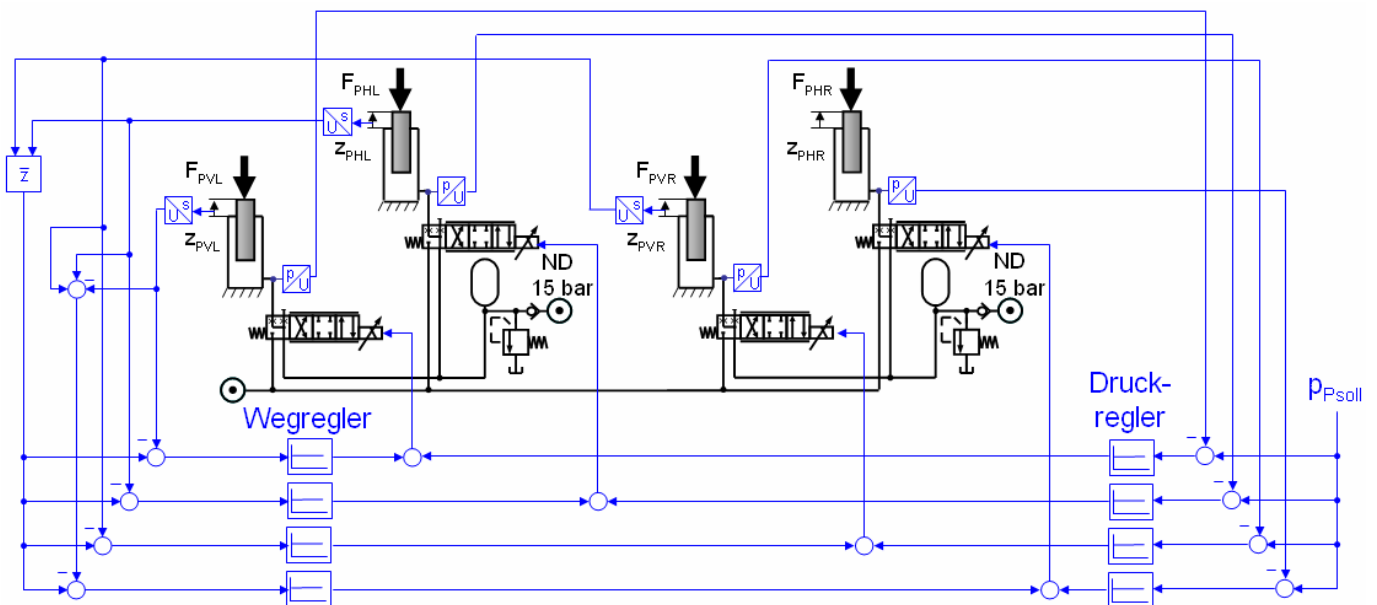 F_PHL
F_PHR
U s
z_PHL
z_PHR
z̄
F_PVL
p/U
F_PVR
p/U
U s
U s
z_PVL
z_PVR
ND
ND
p/U
p/U
15 bar
15 bar
−
Wegregler
Druck-
regler
p_Psoll
−
−
−
−
−
−
−
−